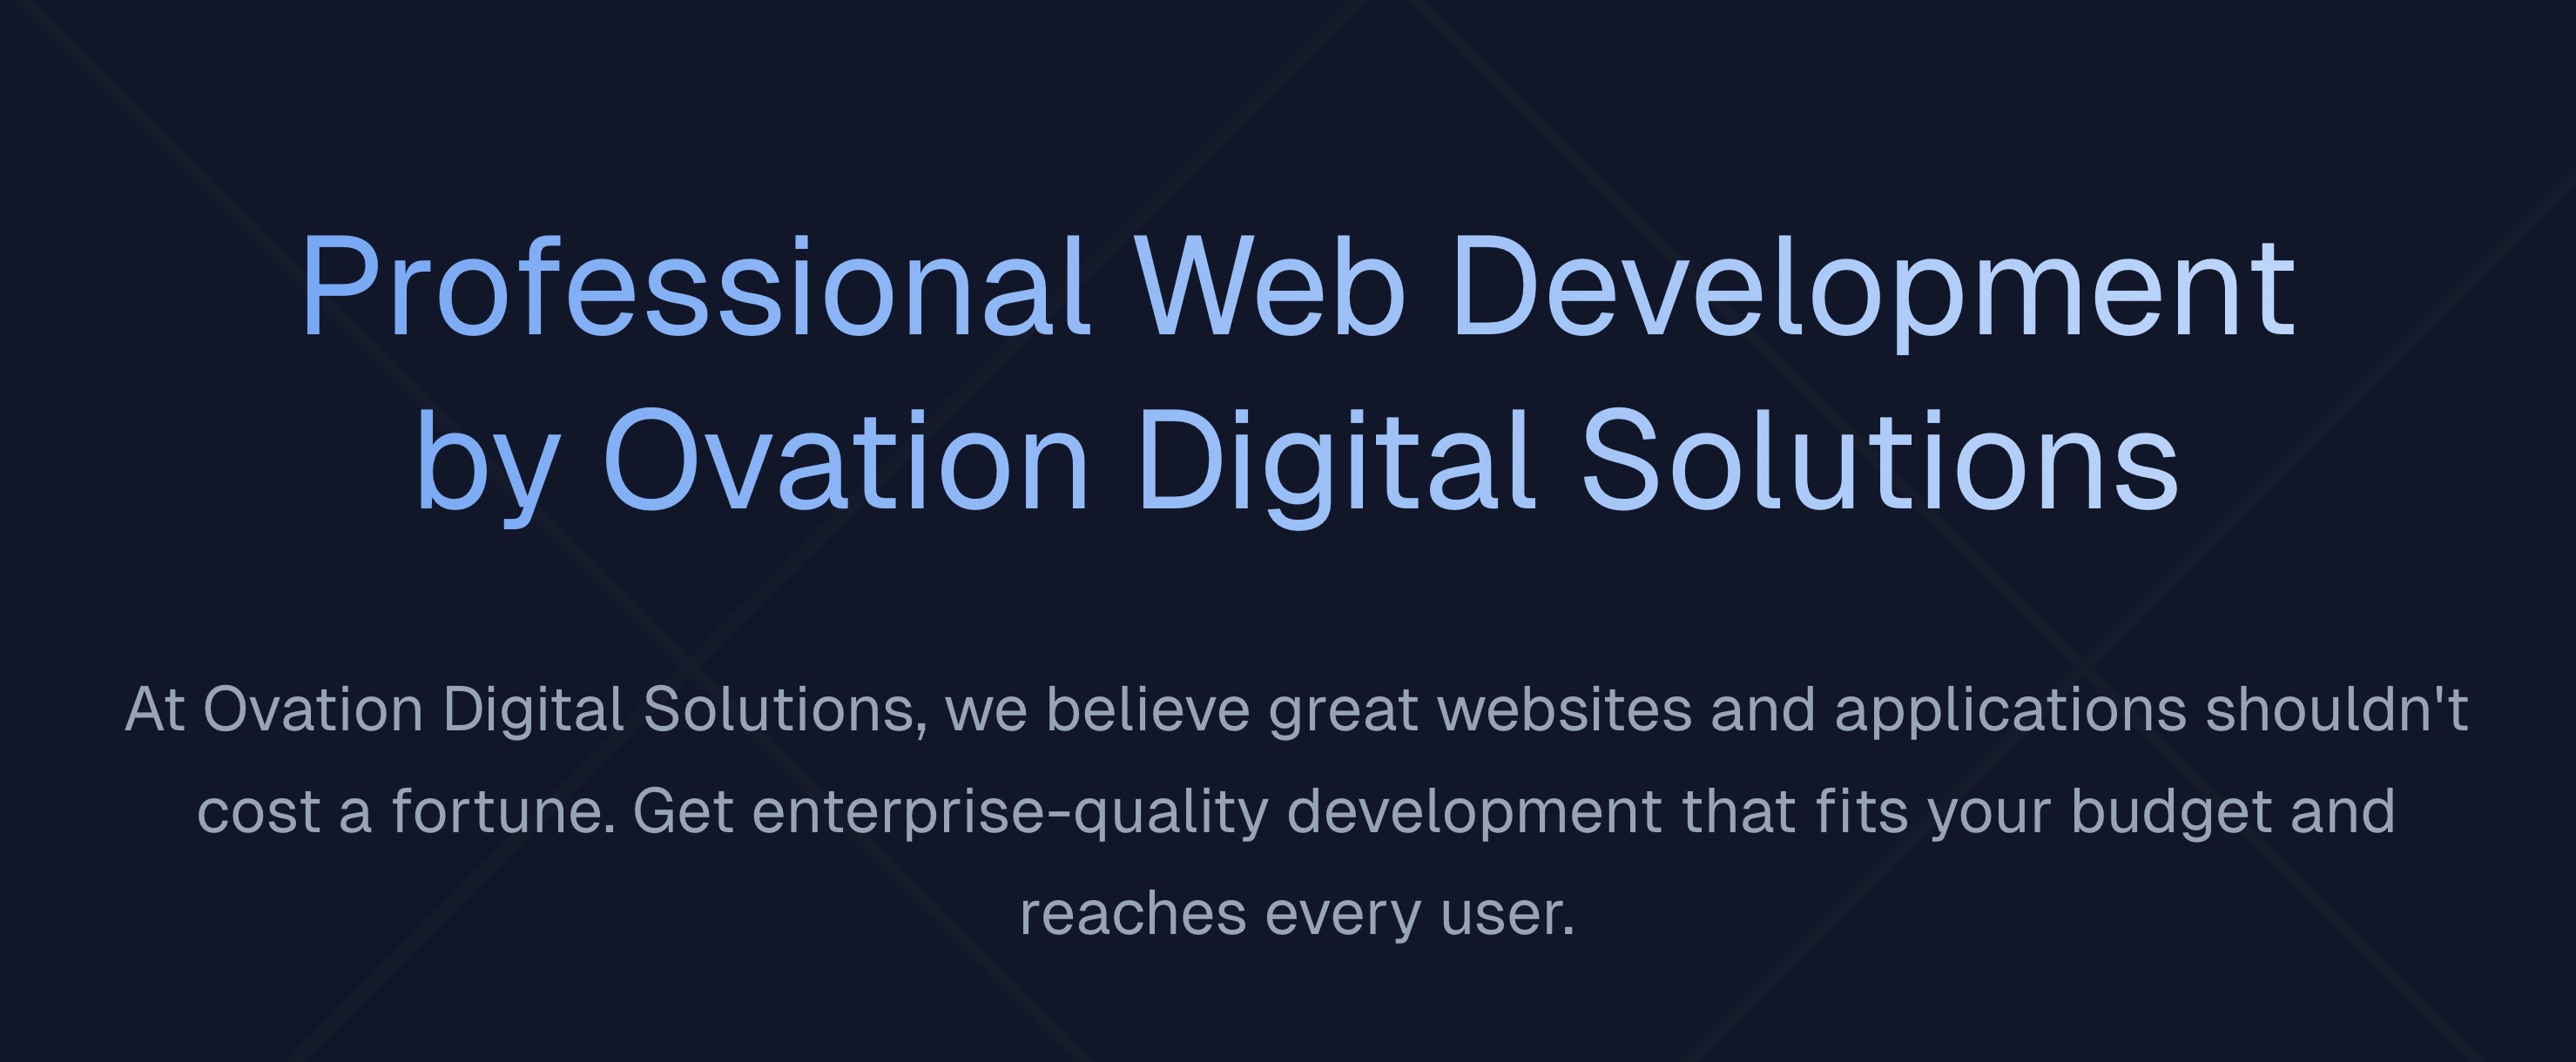 Professional Web Development
by Ovation Digital Solutions
At Ovation Digital Solutions, we believe great websites and applications shouldn't
cost a fortune. Get enterprise-quality development that fits your budget and
reaches every user.